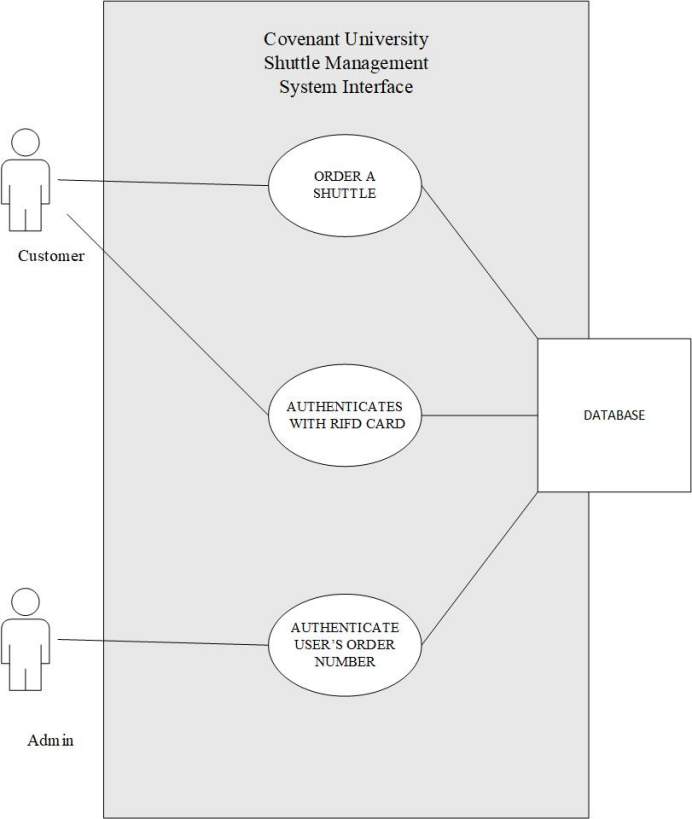 Covenant University
Shuttle Management
System Interface
ORDER A
SHUTTLE
Customer
AUTHENTICATES
WITH RIFD CARD
DATABASE
AUTHENTICATE
USER'S ORDER
NUMBER
Admin